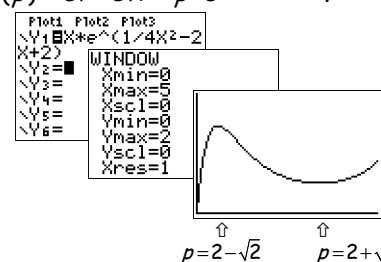 Plot1 Plot2 Plot3
\Y₁=X*e^(1/4X²-2
X+2)
\Y₂=
\Y₃=
\Y₄=
\Y₅=
\Y₆=
WINDOW
Xmin=0
Xmax=5
Xscl=0
Ymin=0
Ymax=2
Yscl=0
Xres=1
⇧ ⇧
p=2−√2 p=2+√